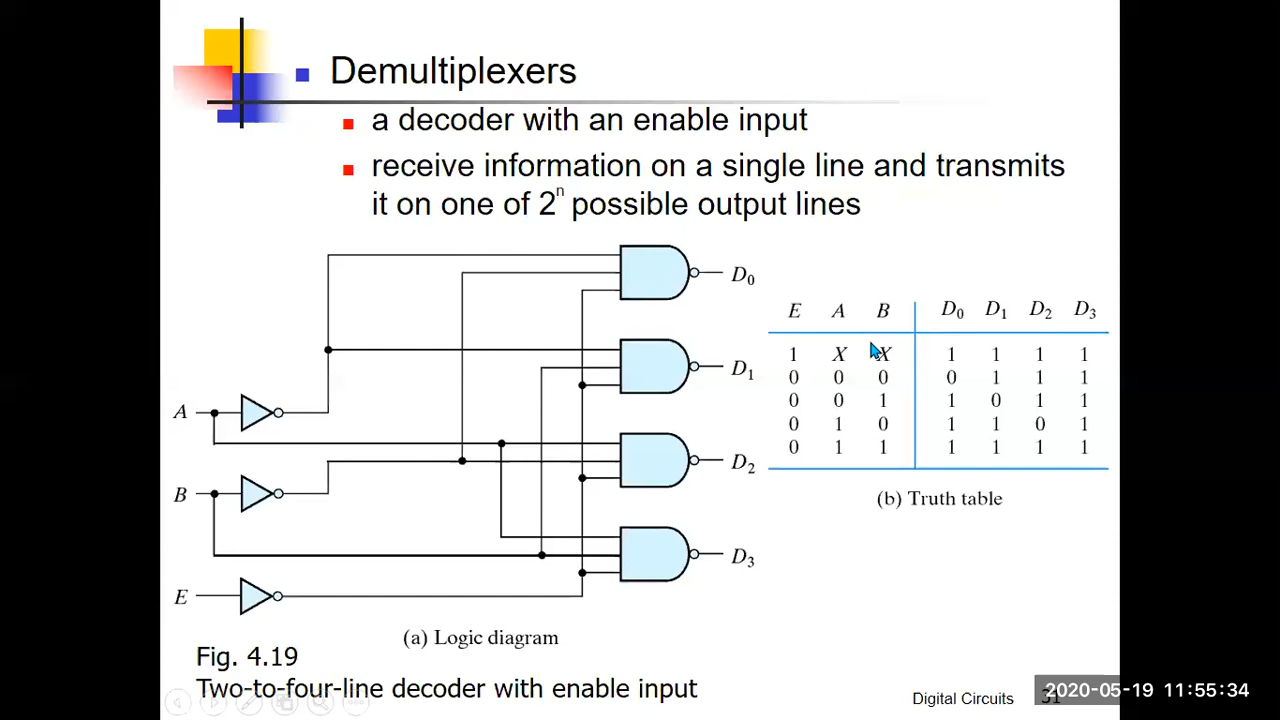 Demultiplexers
a decoder with an enable input
receive information on a single line and transmits
it on one of 2n possible output lines
D0
D1
A
D2
B
D3
E
(a) Logic diagram
E A B D0 D1 D2 D3
1 X X 1 1 1 1
0 0 0 0 1 1 1
0 0 1 1 0 1 1
0 1 0 1 1 0 1
0 1 1 1 1 1 1
(b) Truth table
Fig. 4.19
Two-to-four-line decoder with enable input
Digital Circuits
2020-05-19 11:55:34